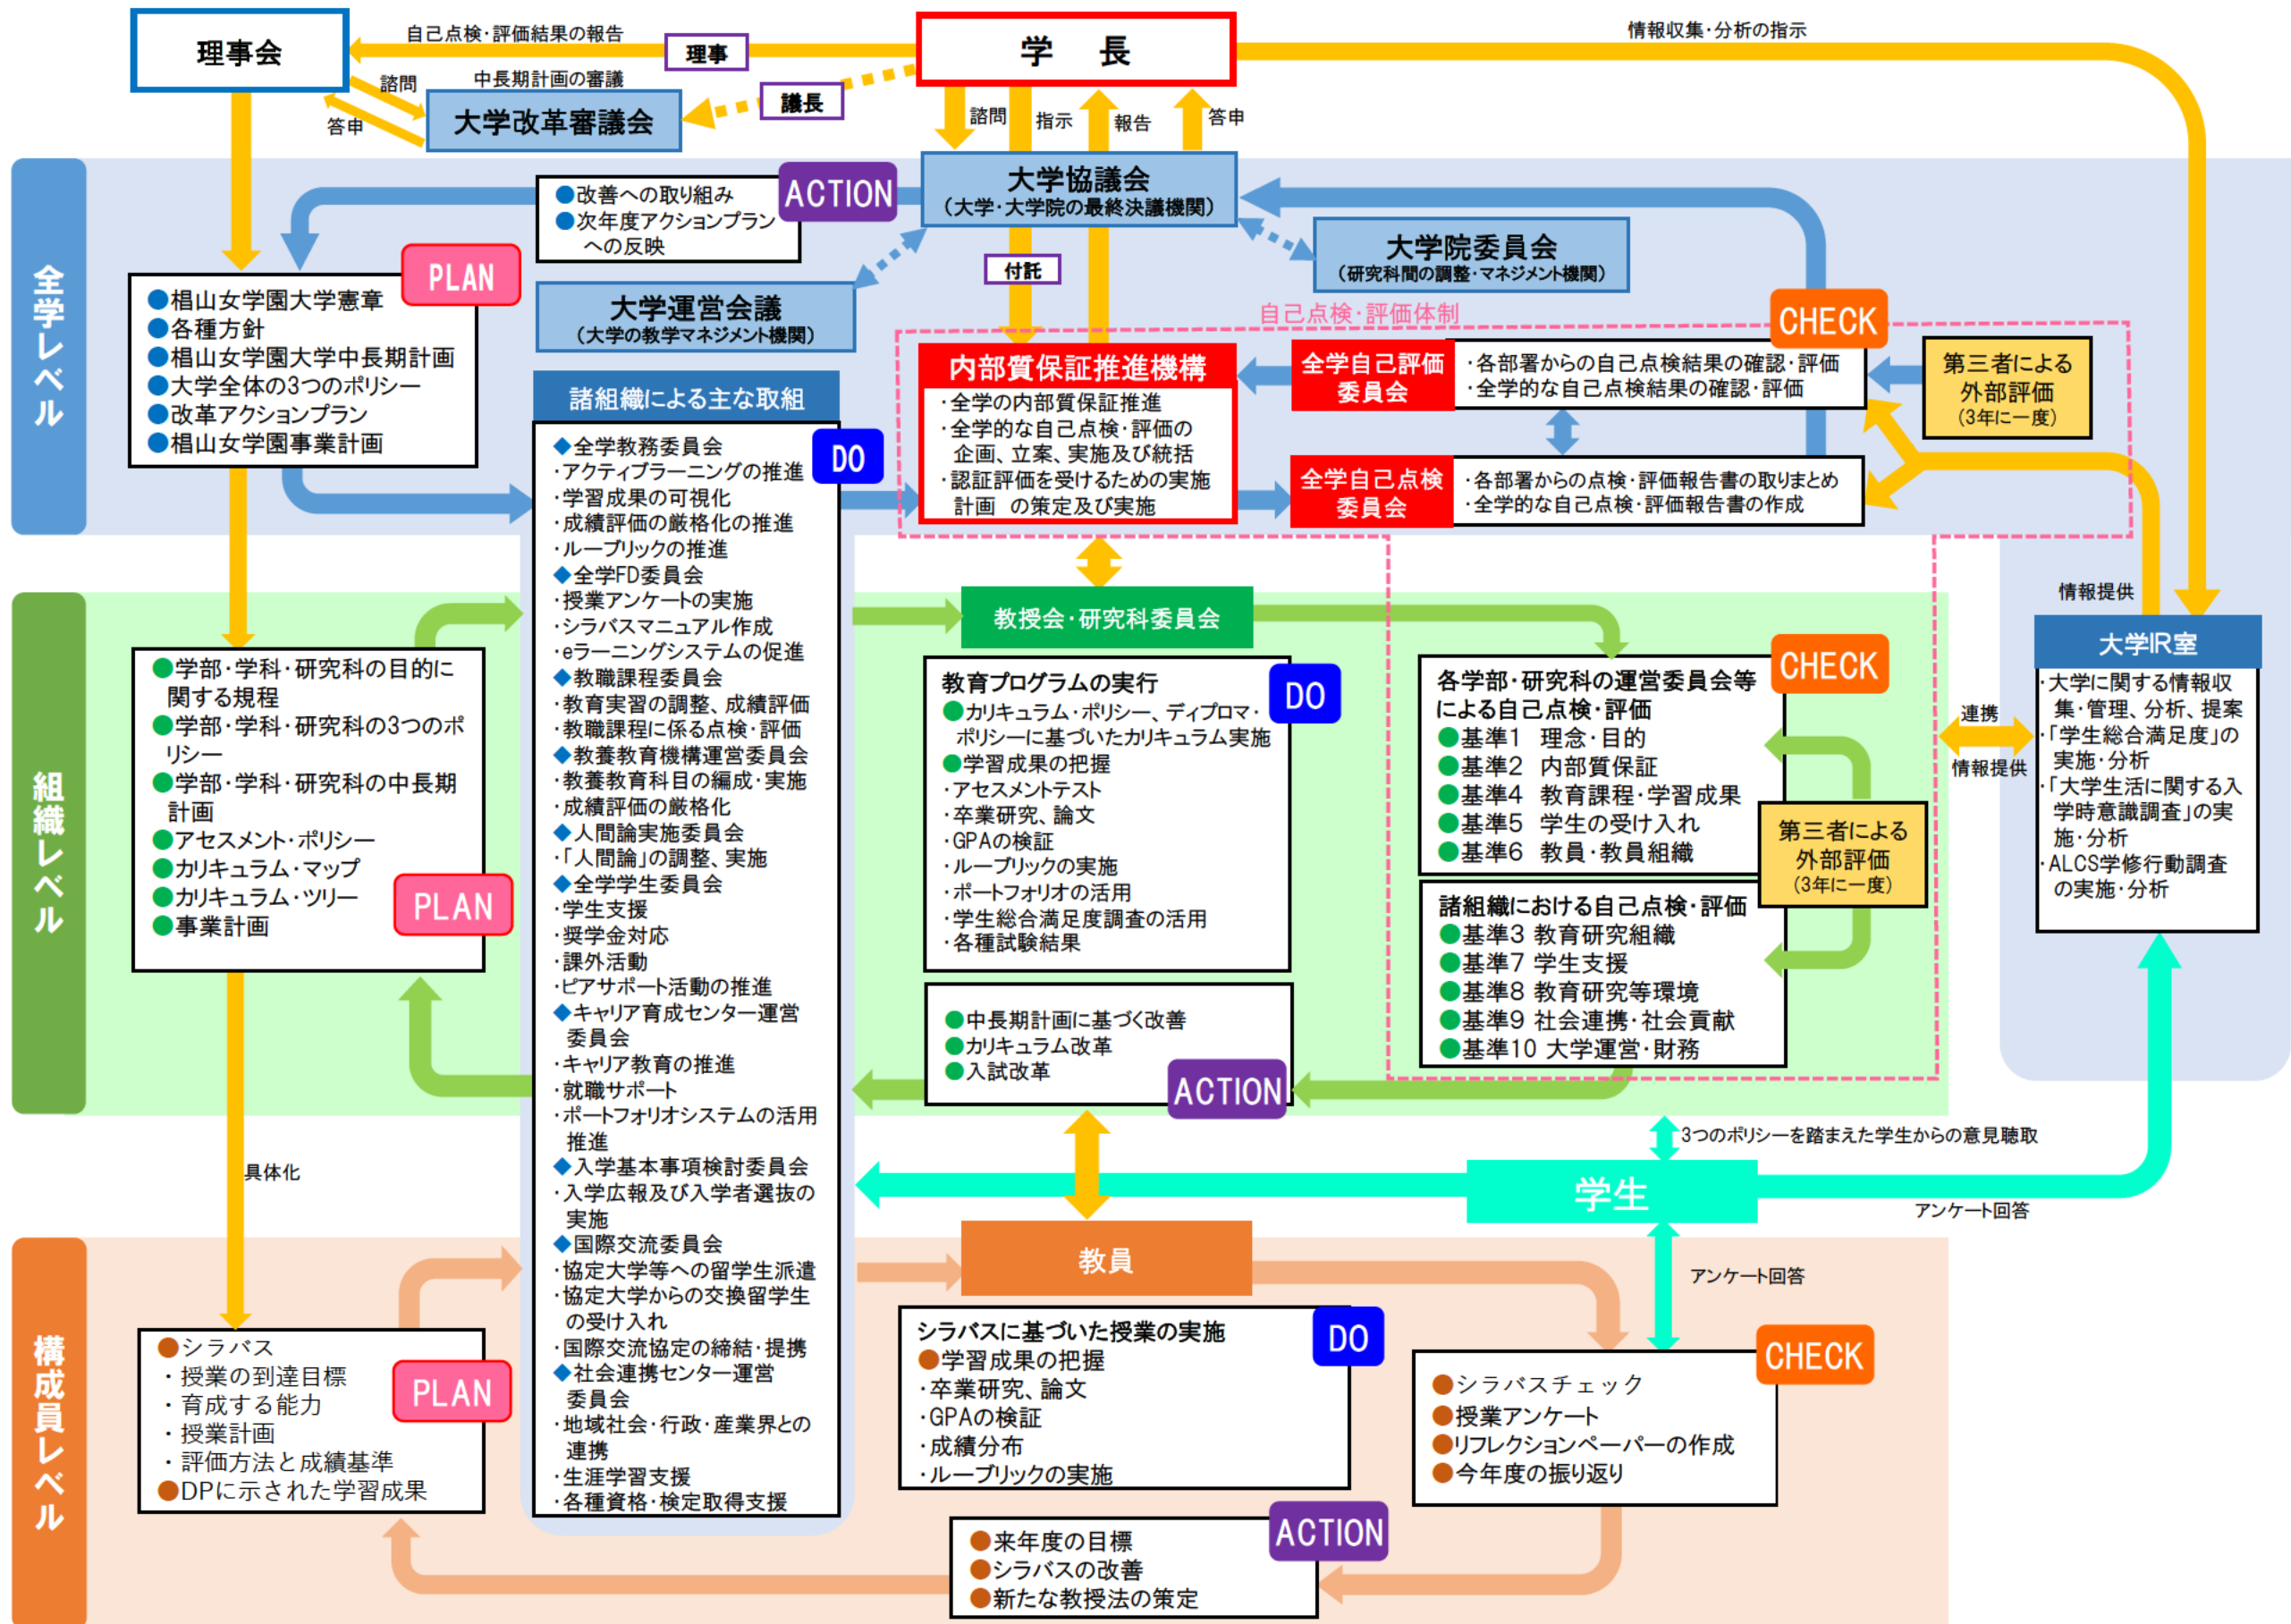 理事会
自己点検・評価結果の報告
理事
学　長
情報収集・分析の指示
諮問
答申
中長期計画の審議
大学改革審議会
議長
諮問
指示
報告
答申
全学レベル
●改善への取り組み
●次年度アクションプラン
への反映
ACTION
大学協議会
（大学・大学院の最終決議機関）
大学院委員会
（研究科間の調整・マネジメント機関）
付託
大学運営会議
（大学の教学マネジメント機関）
PLAN
●椙山女学園大学憲章
●各種方針
●椙山女学園大学中長期計画
●大学全体の3つのポリシー
●改革アクションプラン
●椙山女学園事業計画
自己点検・評価体制
CHECK
内部質保証推進機構
・全学の内部質保証推進
・全学的な自己点検・評価の
企画、立案、実施及び統括
・認証評価を受けるための実施
計画　の策定及び実施
全学自己評価
委員会
・各部署からの自己点検結果の確認・評価
・全学的な自己点検結果の確認・評価
第三者による
外部評価
（3年に一度）
全学自己点検
委員会
・各部署からの点検・評価報告書の取りまとめ
・全学的な自己点検・評価報告書の作成
諸組織による主な取組
DO
◆全学教務委員会
・アクティブラーニングの推進
・学習成果の可視化
・成績評価の厳格化の推進
・ルーブリックの推進
◆全学FD委員会
・授業アンケートの実施
・シラバスマニュアル作成
・eラーニングシステムの促進
◆教職課程委員会
・教育実習の調整、成績評価
・教職課程に係る点検・評価
◆教養教育機構運営委員会
・教養教育科目の編成・実施
・成績評価の厳格化
◆人間論実施委員会
・「人間論」の調整、実施
◆全学学生委員会
・学生支援
・奨学金対応
・課外活動
・ピアサポート活動の推進
◆キャリア育成センター運営
委員会
・キャリア教育の推進
・就職サポート
・ポートフォリオシステムの活用
推進
◆入学基本事項検討委員会
・入学広報及び入学者選抜の
実施
◆国際交流委員会
・協定大学等への留学生派遣
・協定大学からの交換留学生
の受け入れ
・国際交流協定の締結・提携
◆社会連携センター運営
委員会
・地域社会・行政・産業界との
連携
・生涯学習支援
・各種資格・検定取得支援
組織レベル
●学部・学科・研究科の目的に
関する規程
●学部・学科・研究科の3つのポ
リシー
●学部・学科・研究科の中長期
計画
●アセスメント・ポリシー
●カリキュラム・マップ
●カリキュラム・ツリー
●事業計画
PLAN
教授会・研究科委員会
DO
教育プログラムの実行
●カリキュラム・ポリシー、ディプロマ・
ポリシーに基づいたカリキュラム実施
●学習成果の把握
・アセスメントテスト
・卒業研究、論文
・GPAの検証
・ルーブリックの実施
・ポートフォリオの活用
・学生総合満足度調査の活用
・各種試験結果
●中長期計画に基づく改善
●カリキュラム改革
●入試改革
ACTION
CHECK
各学部・研究科の運営委員会等
による自己点検・評価
●基準1　理念・目的
●基準2　内部質保証
●基準4　教育課程・学習成果
●基準5　学生の受け入れ
●基準6　教員・教員組織
第三者による
外部評価
（3年に一度）
諸組織における自己点検・評価
●基準3 教育研究組織
●基準7 学生支援
●基準8 教育研究等環境
●基準9 社会連携・社会貢献
●基準10 大学運営・財務
連携
情報提供
情報提供
大学IR室
・大学に関する情報収
集・管理、分析、提案
・「学生総合満足度」の
実施・分析
・「大学生活に関する入
学時意識調査」の実
施・分析
・ALCS学修行動調査
の実施・分析
3つのポリシーを踏まえた学生からの意見聴取
学生
アンケート回答
アンケート回答
具体化
構成員レベル
●シラバス
・授業の到達目標
・育成する能力
・授業計画
・評価方法と成績基準
●DPに示された学習成果
PLAN
教員
DO
シラバスに基づいた授業の実施
●学習成果の把握
・卒業研究、論文
・GPAの検証
・成績分布
・ルーブリックの実施
CHECK
●シラバスチェック
●授業アンケート
●リフレクションペーパーの作成
●今年度の振り返り
ACTION
●来年度の目標
●シラバスの改善
●新たな教授法の策定